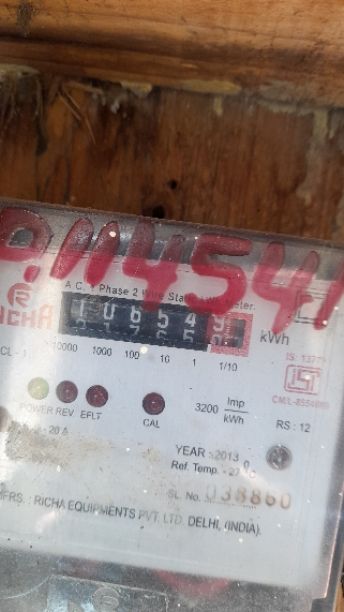 P.114541
A.C. 1 Phase 2 Wire Static
RICHA
106549
kWh
10000 1000 100 10 1 1/10
IS: 13779
POWER REV. EFLT
CAL
3200 Imp/kWh
RS : 12
YEAR : 2013
Ref. Temp. - 27°C
SL. No. 038860
MFRS. : RICHA EQUIPMENTS PVT. LTD. DELHI, (INDIA).